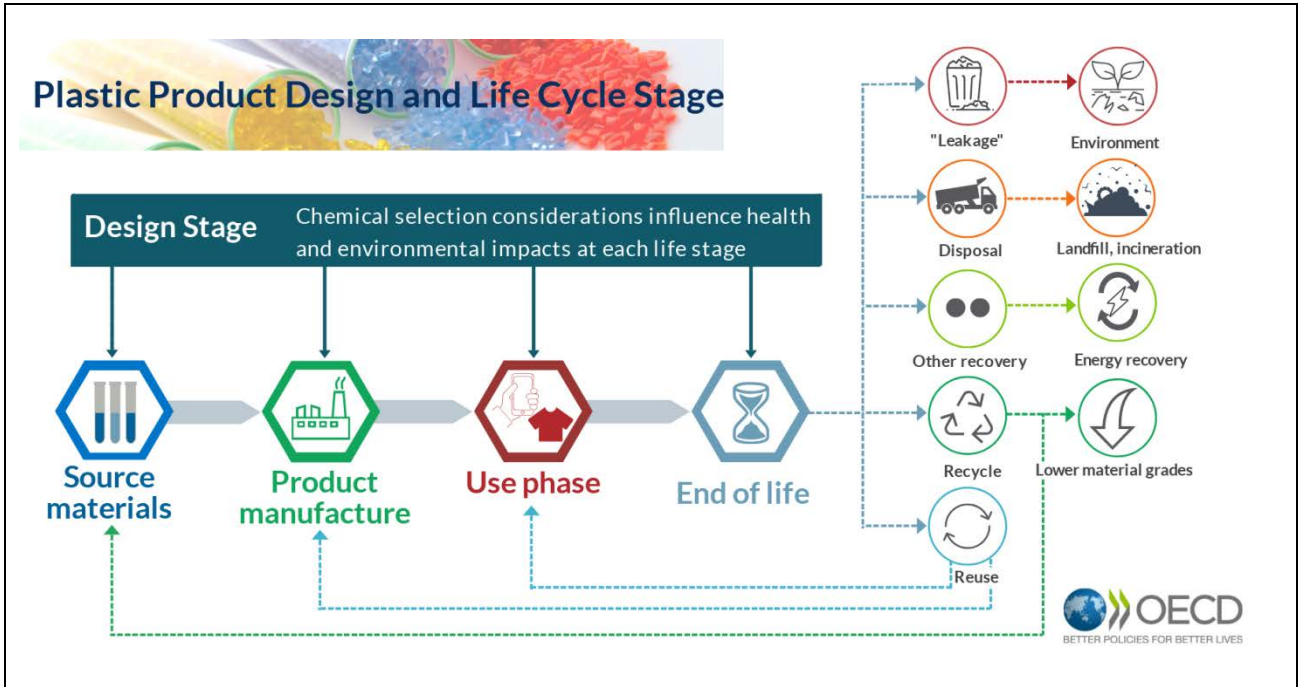 Plastic Product Design and Life Cycle Stage
Design Stage
Chemical selection considerations influence health
and environmental impacts at each life stage
Source
materials
Product
manufacture
Use phase
End of life
"Leakage"
Environment
Disposal
Landfill, incineration
Other recovery
Energy recovery
Recycle
Lower material grades
Reuse
OECD
BETTER POLICIES FOR BETTER LIVES